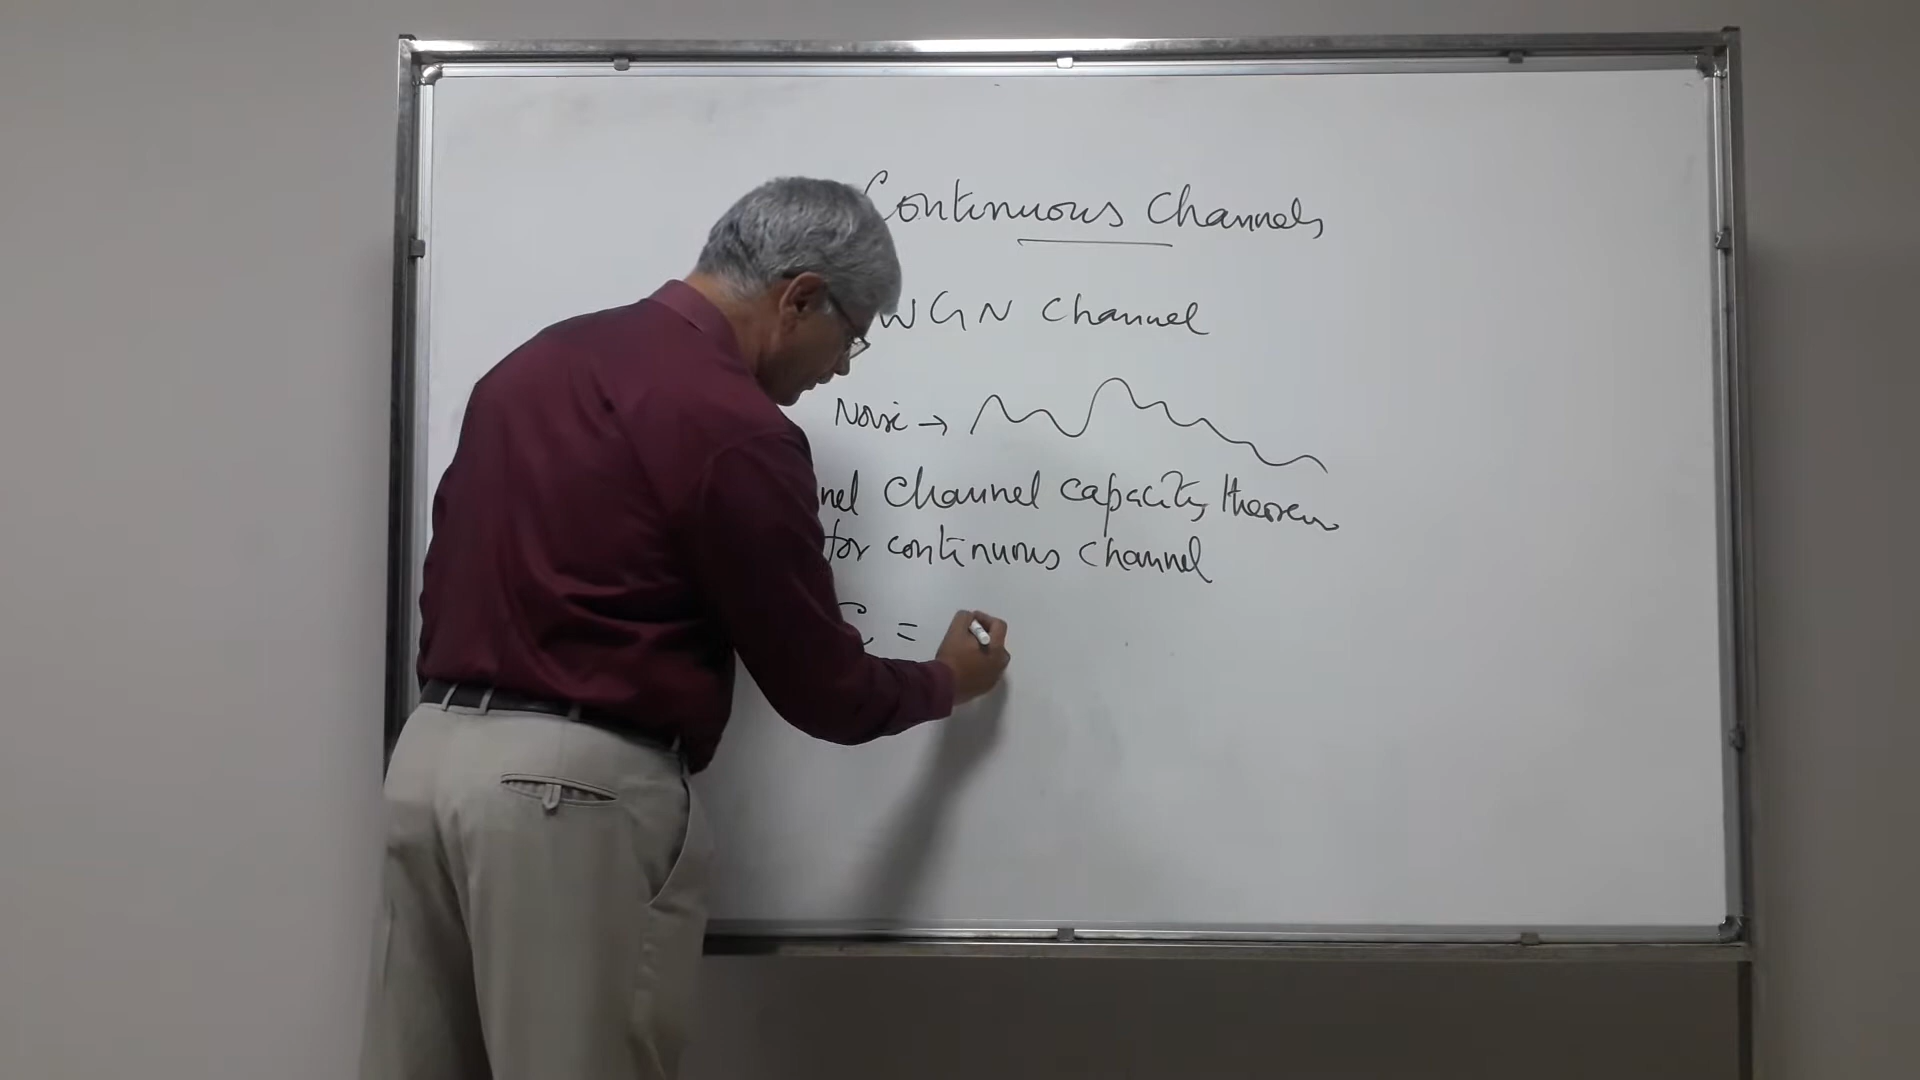 Continuous Channels
WGN Channel
Noise →
nel Channel capacity theorem
for continuous channel
C =